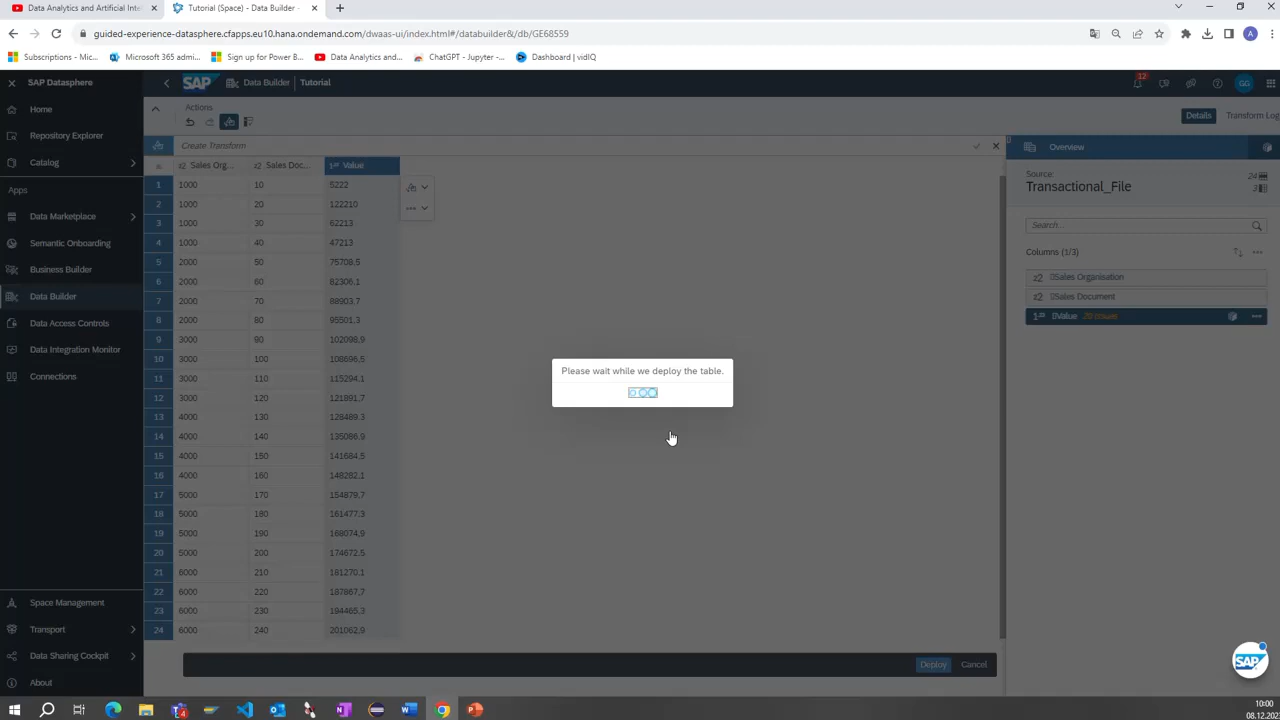 Data Analytics and Artificial Inte
Tutorial (Space) - Data Builder -
guided-experience-datasphere.cfapps.eu10.hana.ondemand.com/dwaas-ui/index.html#/databuilder&/db/GE68559
A
Subscriptions - Mic...
Microsoft 365 admi...
Sign up for Power B...
Data Analytics and...
ChatGPT - Jupyter -...
Dashboard | vidIQ
SAP Datasphere
SAP
Data Builder
Tutorial
12
GG
Home
Repository Explorer
Catalog
Apps
Data Marketplace
Semantic Onboarding
Business Builder
Data Builder
Data Access Controls
Data Integration Monitor
Connections
Space Management
Transport
Data Sharing Cockpit
About
Actions
Details
Transform Log
Create Transform
Sales Org...
Sales Doc...
Value
1 1000 10 5222
2 1000 20 122210
3 1000 30 62213
4 1000 40 47213
5 2000 50 75708,5
6 2000 60 82306,1
7 2000 70 88903,7
8 2000 80 95501,3
9 3000 90 102098,9
10 3000 100 108696,5
11 3000 110 115294,1
12 3000 120 121891,7
13 4000 130 128489,3
14 4000 140 135086,9
15 4000 150 141684,5
16 4000 160 148282,1
17 5000 170 154879,7
18 5000 180 161477,3
19 5000 190 168074,9
20 5000 200 174672,5
21 6000 210 181270,1
22 6000 220 187867,7
23 6000 230 194465,3
24 6000 240 201062,9
Please wait while we deploy the table.
Deploy
Cancel
Overview
Source:
Transactional_File
24
3
Search...
Columns (1/3)
Sales Organisation
Sales Document
Value
SAP
10:00